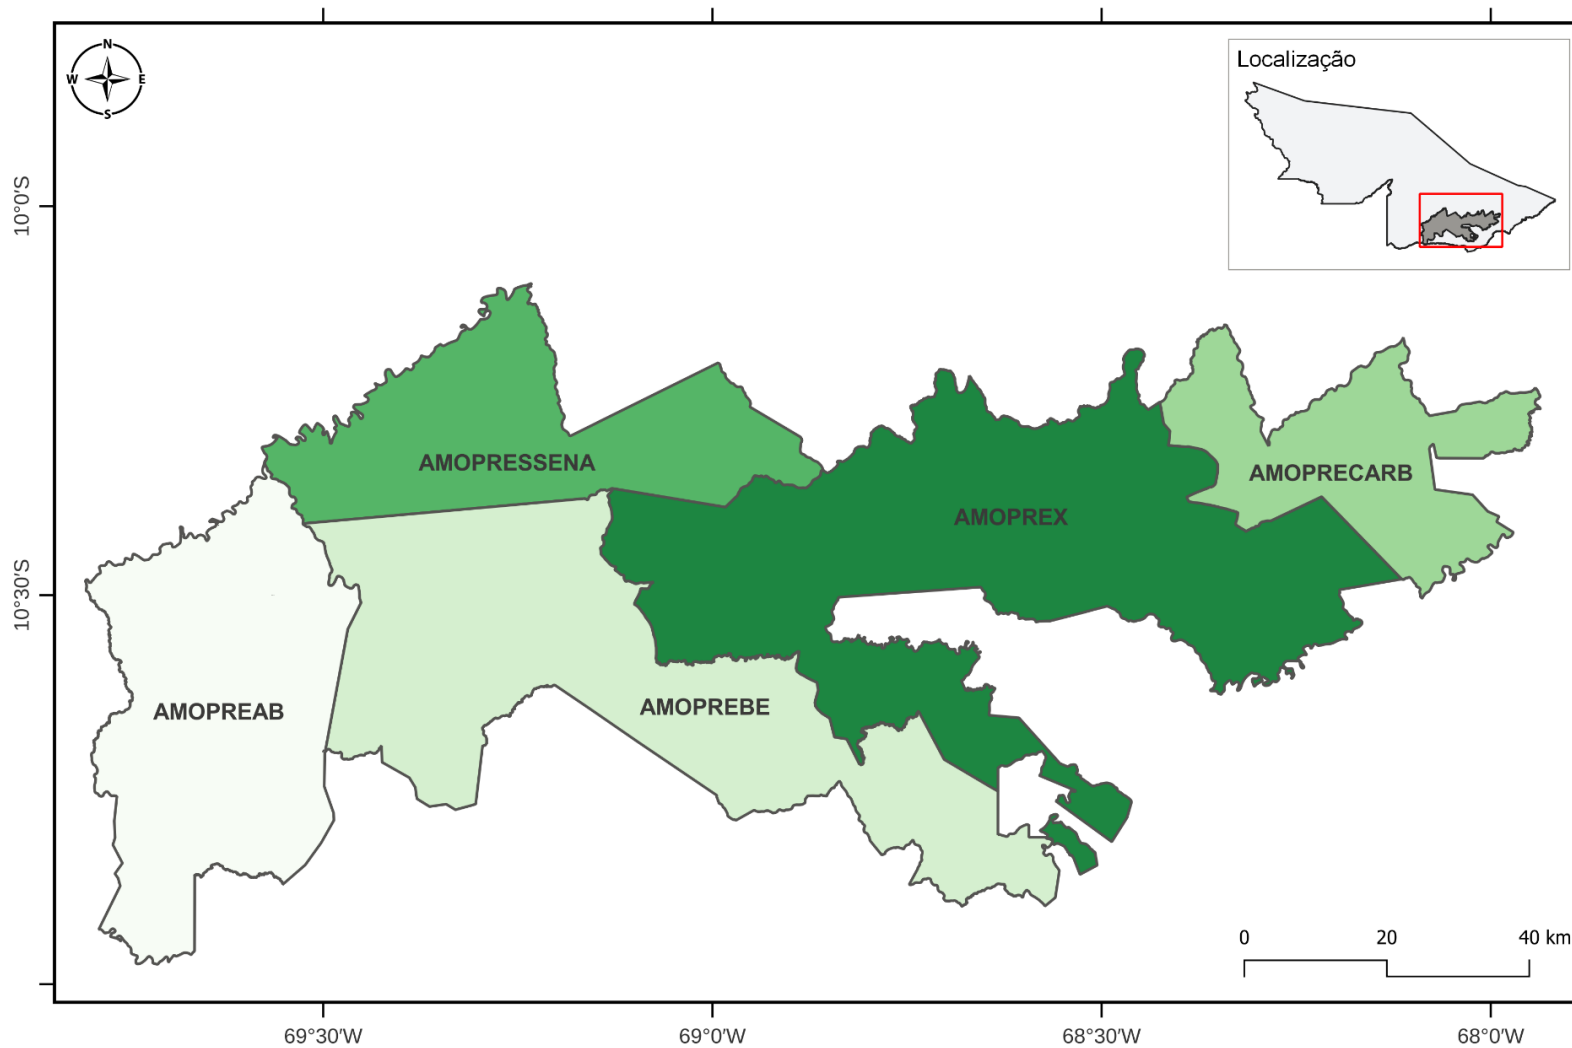 N
W E
S
Localização
10°0'S
10°30'S
AMOPRESSENA
AMOPRECARB
AMOPREX
AMOPREAB
AMOPREBE
0 20 40 km
69°30'W 69°0'W 68°30'W 68°0'W